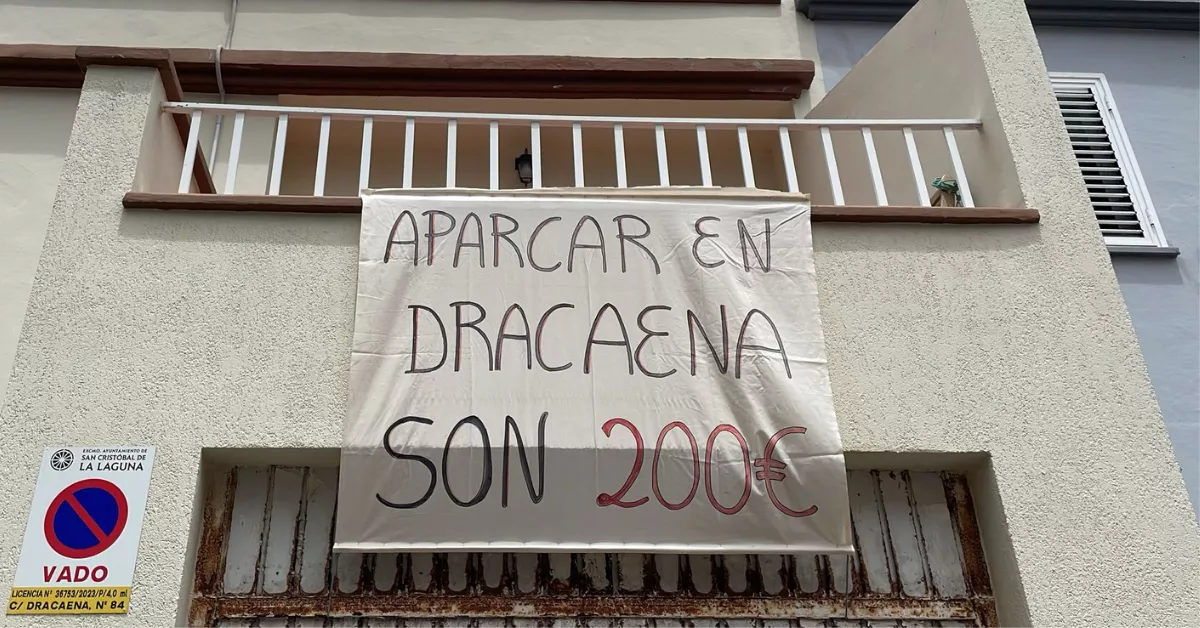 APARCAR EN
DRACAENA
SON 200€
EXCMO. AYUNTAMIENTO DE
SAN CRISTÓBAL DE
LA LAGUNA
VADO
LICENCIA Nº 36753/2023/P/4,0 ml
C/ DRACAENA, Nº 84